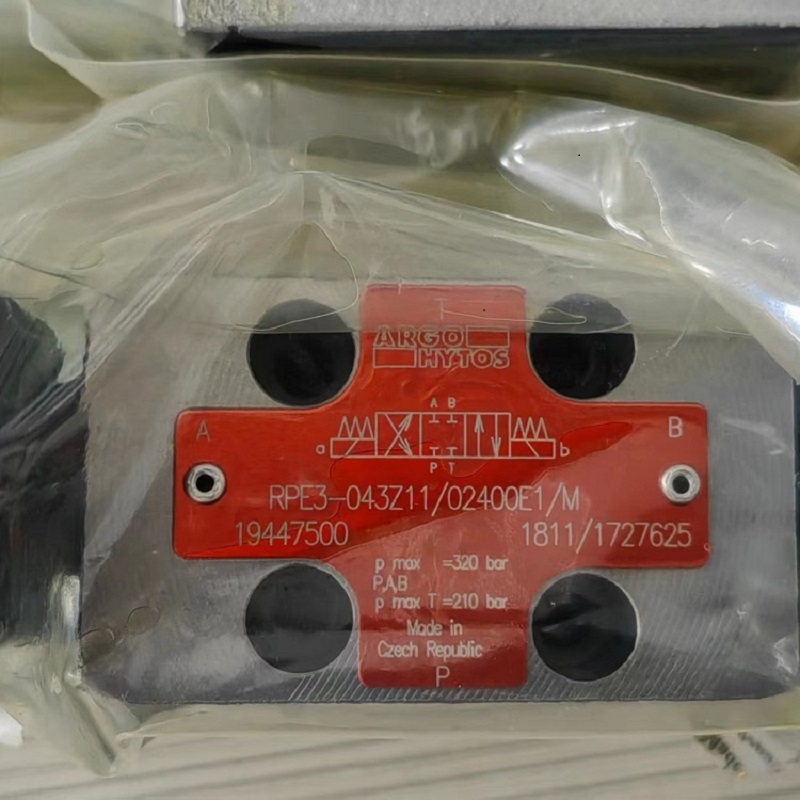 T
ARGO
HYTOS
A
B
A B
a
b
P T
RPE3-043Z11/02400E1/M
19447500
1811/1727625
p max =320 bar
P,A,B
p max T =210 bar
Made in
Czech Republic
P